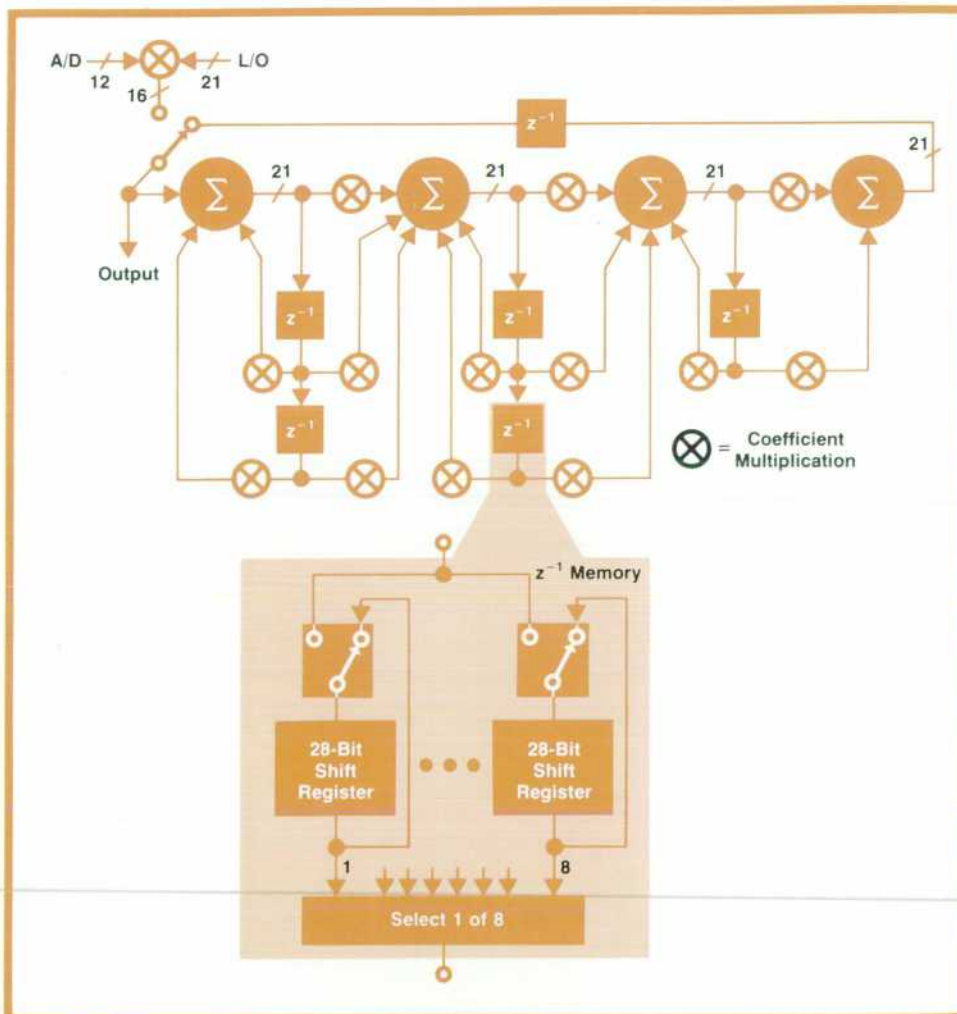 A/D
12
L/O
21
16
z⁻¹
21
Σ
21
Σ
21
Σ
21
Σ
Output
z⁻¹
z⁻¹
z⁻¹
z⁻¹
z⁻¹
= Coefficient
Multiplication
z⁻¹ Memory
28-Bit
Shift
Register
28-Bit
Shift
Register
1
8
Select 1 of 8